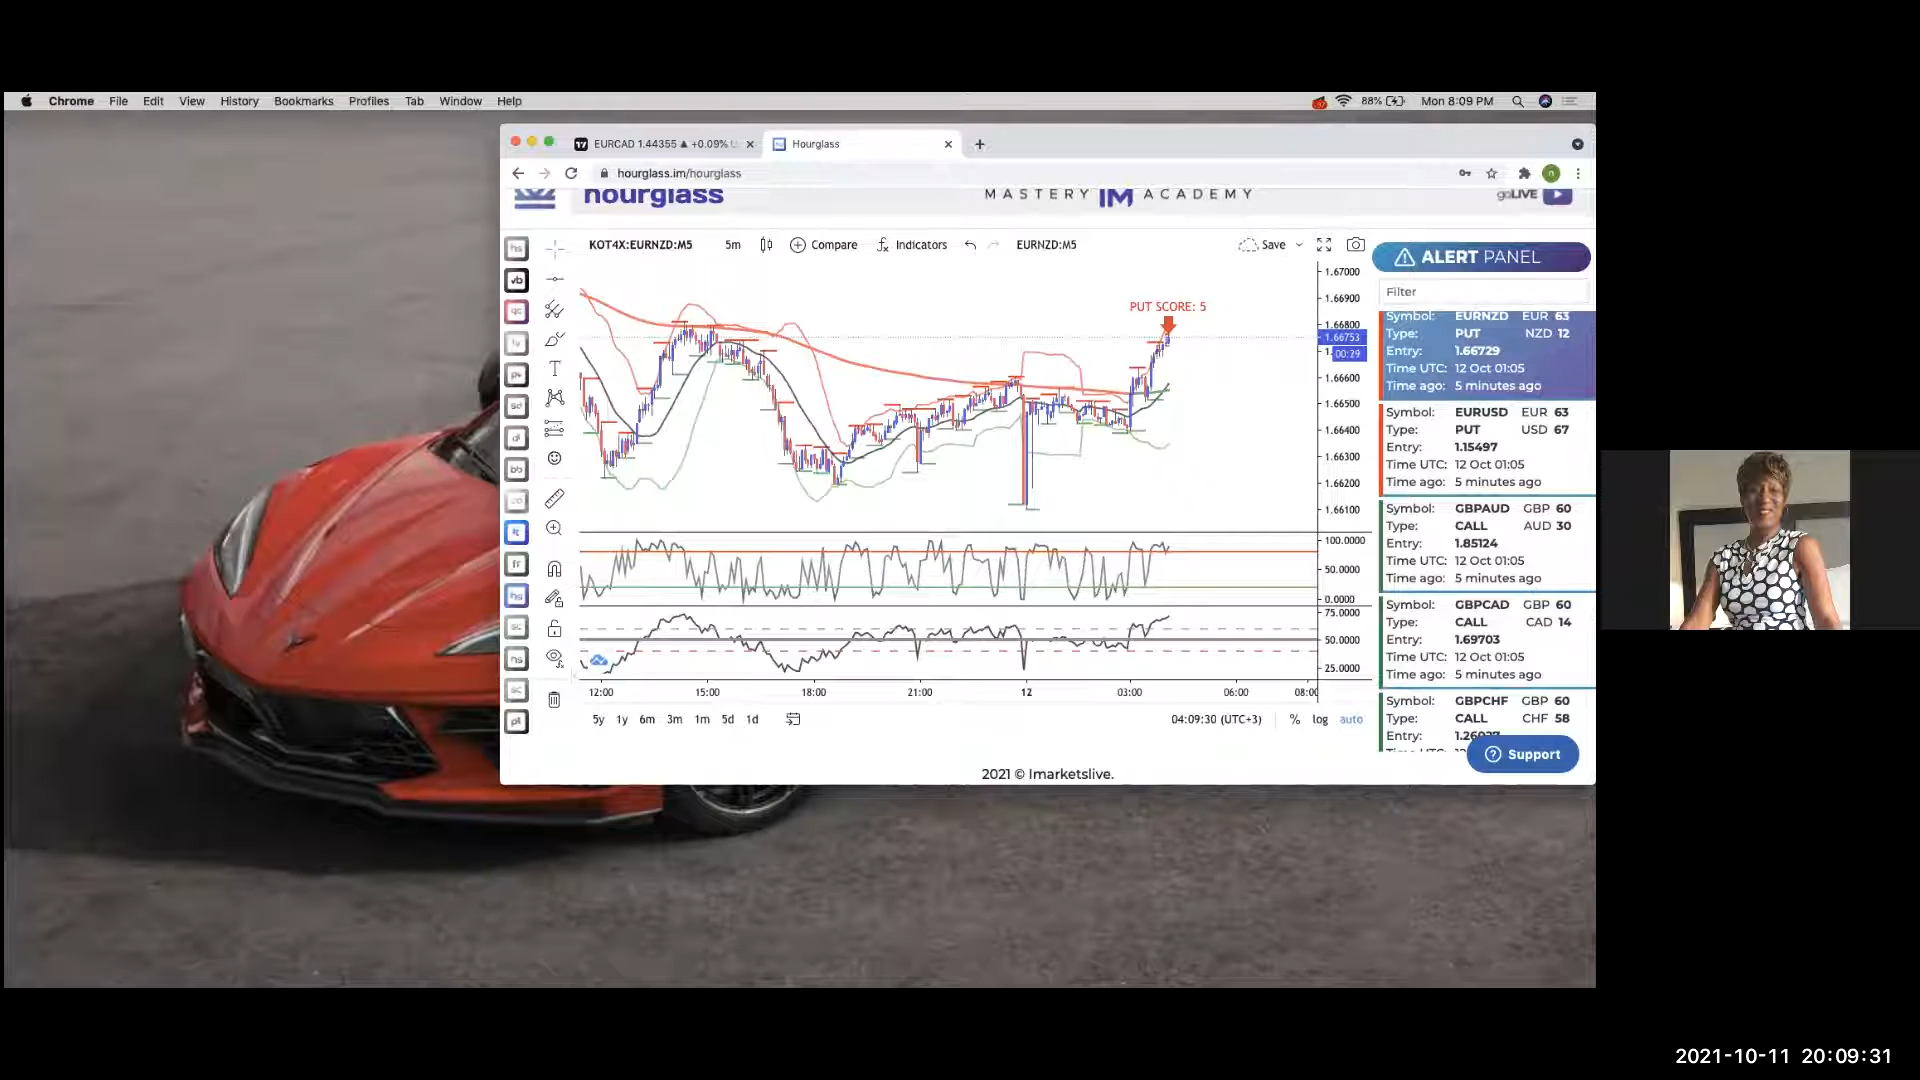 Chrome File Edit View History Bookmarks Profiles Tab Window Help
88% Mon 8:09 PM
EURCAD 1.44355 ▲ +0.09% Hourglass
hourglass.im/hourglass
hourglass MASTERY IM ACADEMY goLIVE
KOT4X:EURNZD:M5 5m Compare Indicators EURNZD:M5 Save
ALERT PANEL
Filter
PUT SCORE: 5
1.67000
1.66900
1.66800
1.66753
00:29
1.66600
1.66500
1.66400
1.66300
1.66200
1.66100
100.0000
50.0000
0.0000
75.0000
50.0000
25.0000
12:00 15:00 18:00 21:00 12 03:00 06:00 08:00
5y 1y 6m 3m 1m 5d 1d 04:09:30 (UTC+3) % log auto
Symbol: EURNZD EUR 63
Type: PUT NZD 12
Entry: 1.66729
Time UTC: 12 Oct 01:05
Time ago: 5 minutes ago
Symbol: EURUSD EUR 63
Type: PUT USD 67
Entry: 1.15497
Time UTC: 12 Oct 01:05
Time ago: 5 minutes ago
Symbol: GBPAUD GBP 60
Type: CALL AUD 30
Entry: 1.85124
Time UTC: 12 Oct 01:05
Time ago: 5 minutes ago
Symbol: GBPCAD GBP 60
Type: CALL CAD 14
Entry: 1.69703
Time UTC: 12 Oct 01:05
Time ago: 5 minutes ago
Symbol: GBPCHF GBP 60
Type: CALL CHF 58
Entry:
Support
2021 © Imarketslive.
2021-10-11 20:09:31